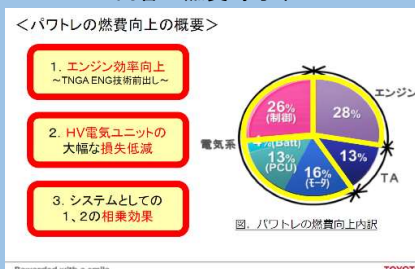 ＜パワトレの燃費向上の概要＞
1. エンジン効率向上
～TNGA ENG技術前出し～
2. HV電気ユニットの
大幅な損失低減
3. システムとしての
1、2の相乗効果
エンジン
28%
26%
(制御)
電気系
4%(Batt)
13%
(PCU)
16%
(モータ)
13%
TA
図. パワトレの燃費向上内訳
TOYOTA